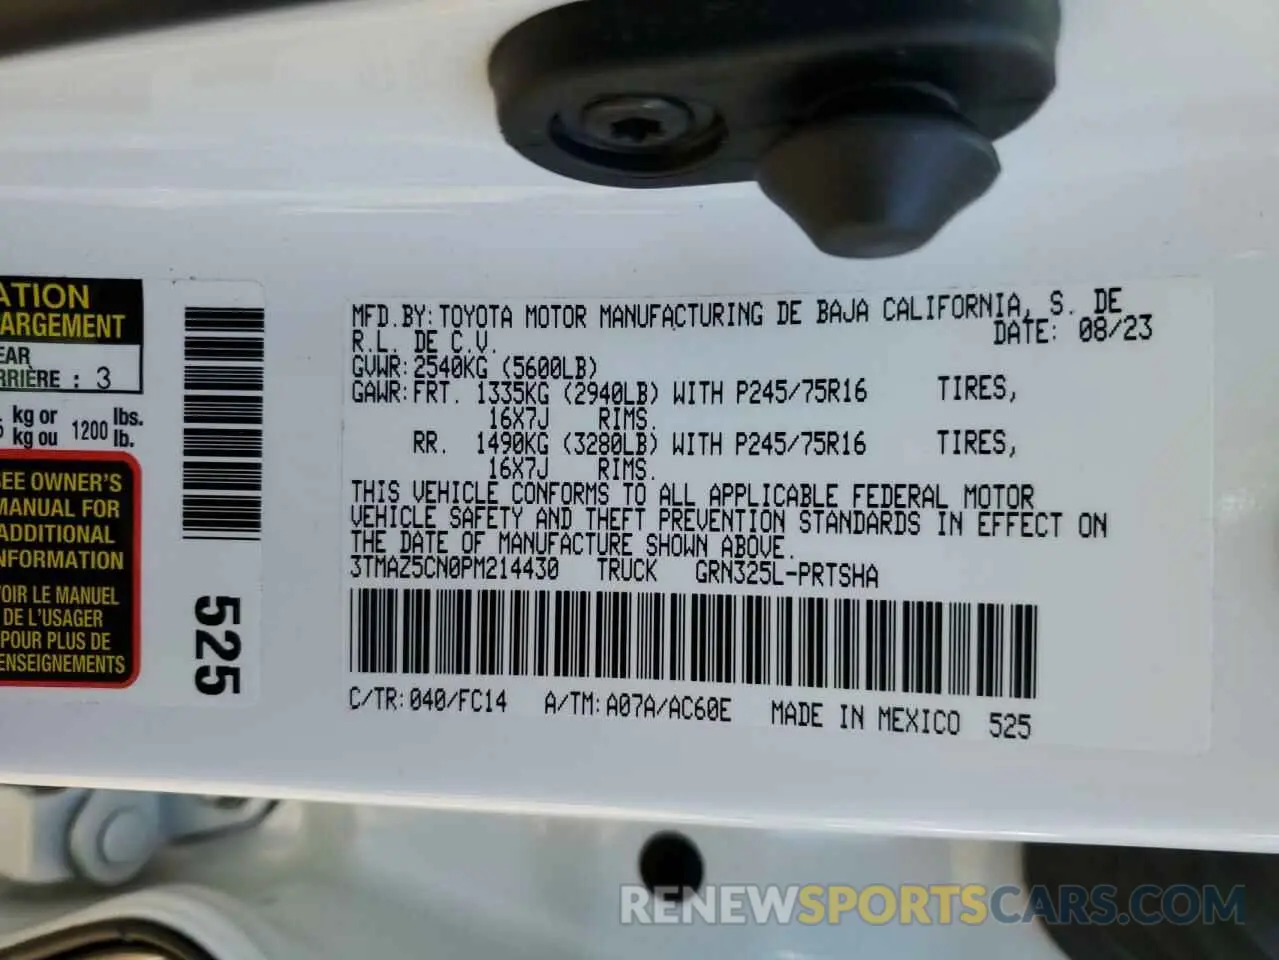 ATION
ARGEMENT
EAR
RRIÈRE : 3
kg or 1200 lbs.
kg ou lb.
SEE OWNER'S
MANUAL FOR
ADDITIONAL
INFORMATION
VOIR LE MANUEL
DE L'USAGER
POUR PLUS DE
RENSEIGNEMENTS
525
MFD.BY:TOYOTA MOTOR MANUFACTURING DE BAJA CALIFORNIA, S. DE
R.L. DE C.V. DATE: 08/23
GVWR:2540KG (5600LB)
GAWR:FRT. 1335KG (2940LB) WITH P245/75R16 TIRES,
16X7J RIMS.
RR. 1490KG (3280LB) WITH P245/75R16 TIRES,
16X7J RIMS.
THIS VEHICLE CONFORMS TO ALL APPLICABLE FEDERAL MOTOR
VEHICLE SAFETY AND THEFT PREVENTION STANDARDS IN EFFECT ON
THE DATE OF MANUFACTURE SHOWN ABOVE.
3TMAZ5CN0PM214430 TRUCK GRN325L-PRTSHA
C/TR:040/FC14 A/TM:A07A/AC60E MADE IN MEXICO 525
RENEWSPORTSCARS.COM